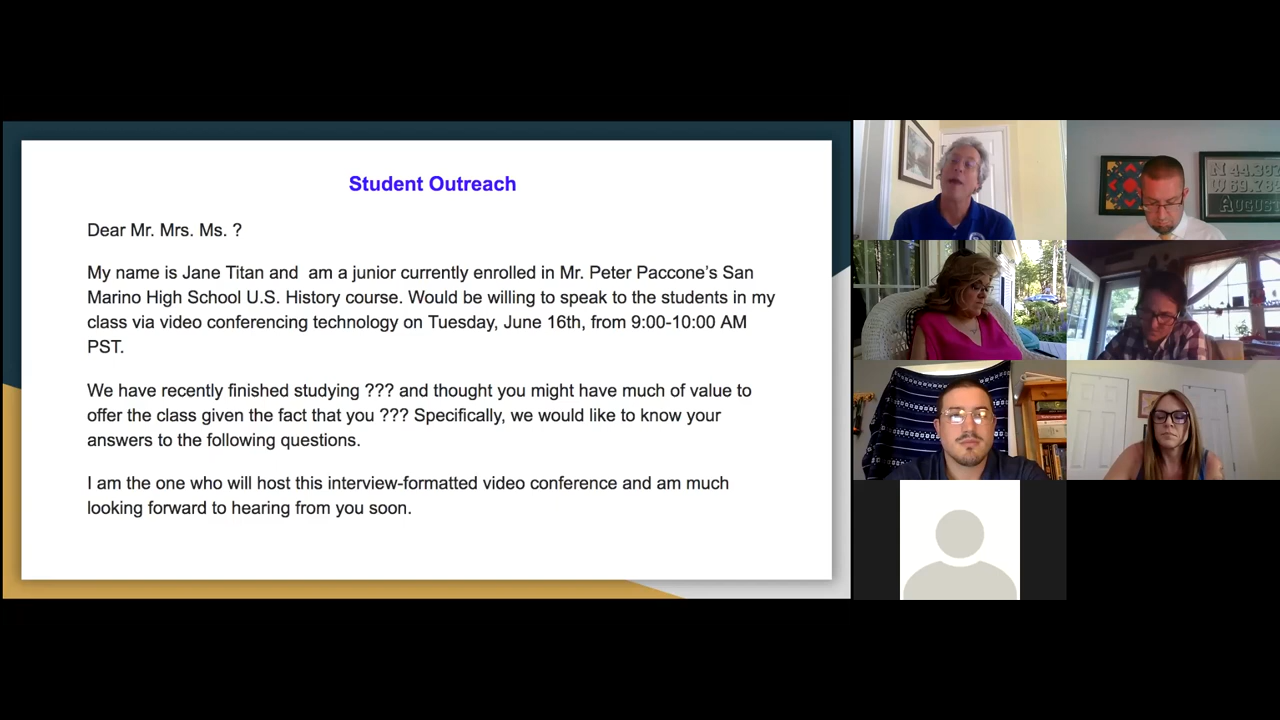 Student Outreach
Dear Mr. Mrs. Ms. ?
My name is Jane Titan and  am a junior currently enrolled in Mr. Peter Paccone’s San
Marino High School U.S. History course. Would be willing to speak to the students in my
class via video conferencing technology on Tuesday, June 16th, from 9:00-10:00 AM
PST.
We have recently finished studying ??? and thought you might have much of value to
offer the class given the fact that you ??? Specifically, we would like to know your
answers to the following questions.
I am the one who will host this interview-formatted video conference and am much
looking forward to hearing from you soon.
N 44.
W 69.
AUGUST